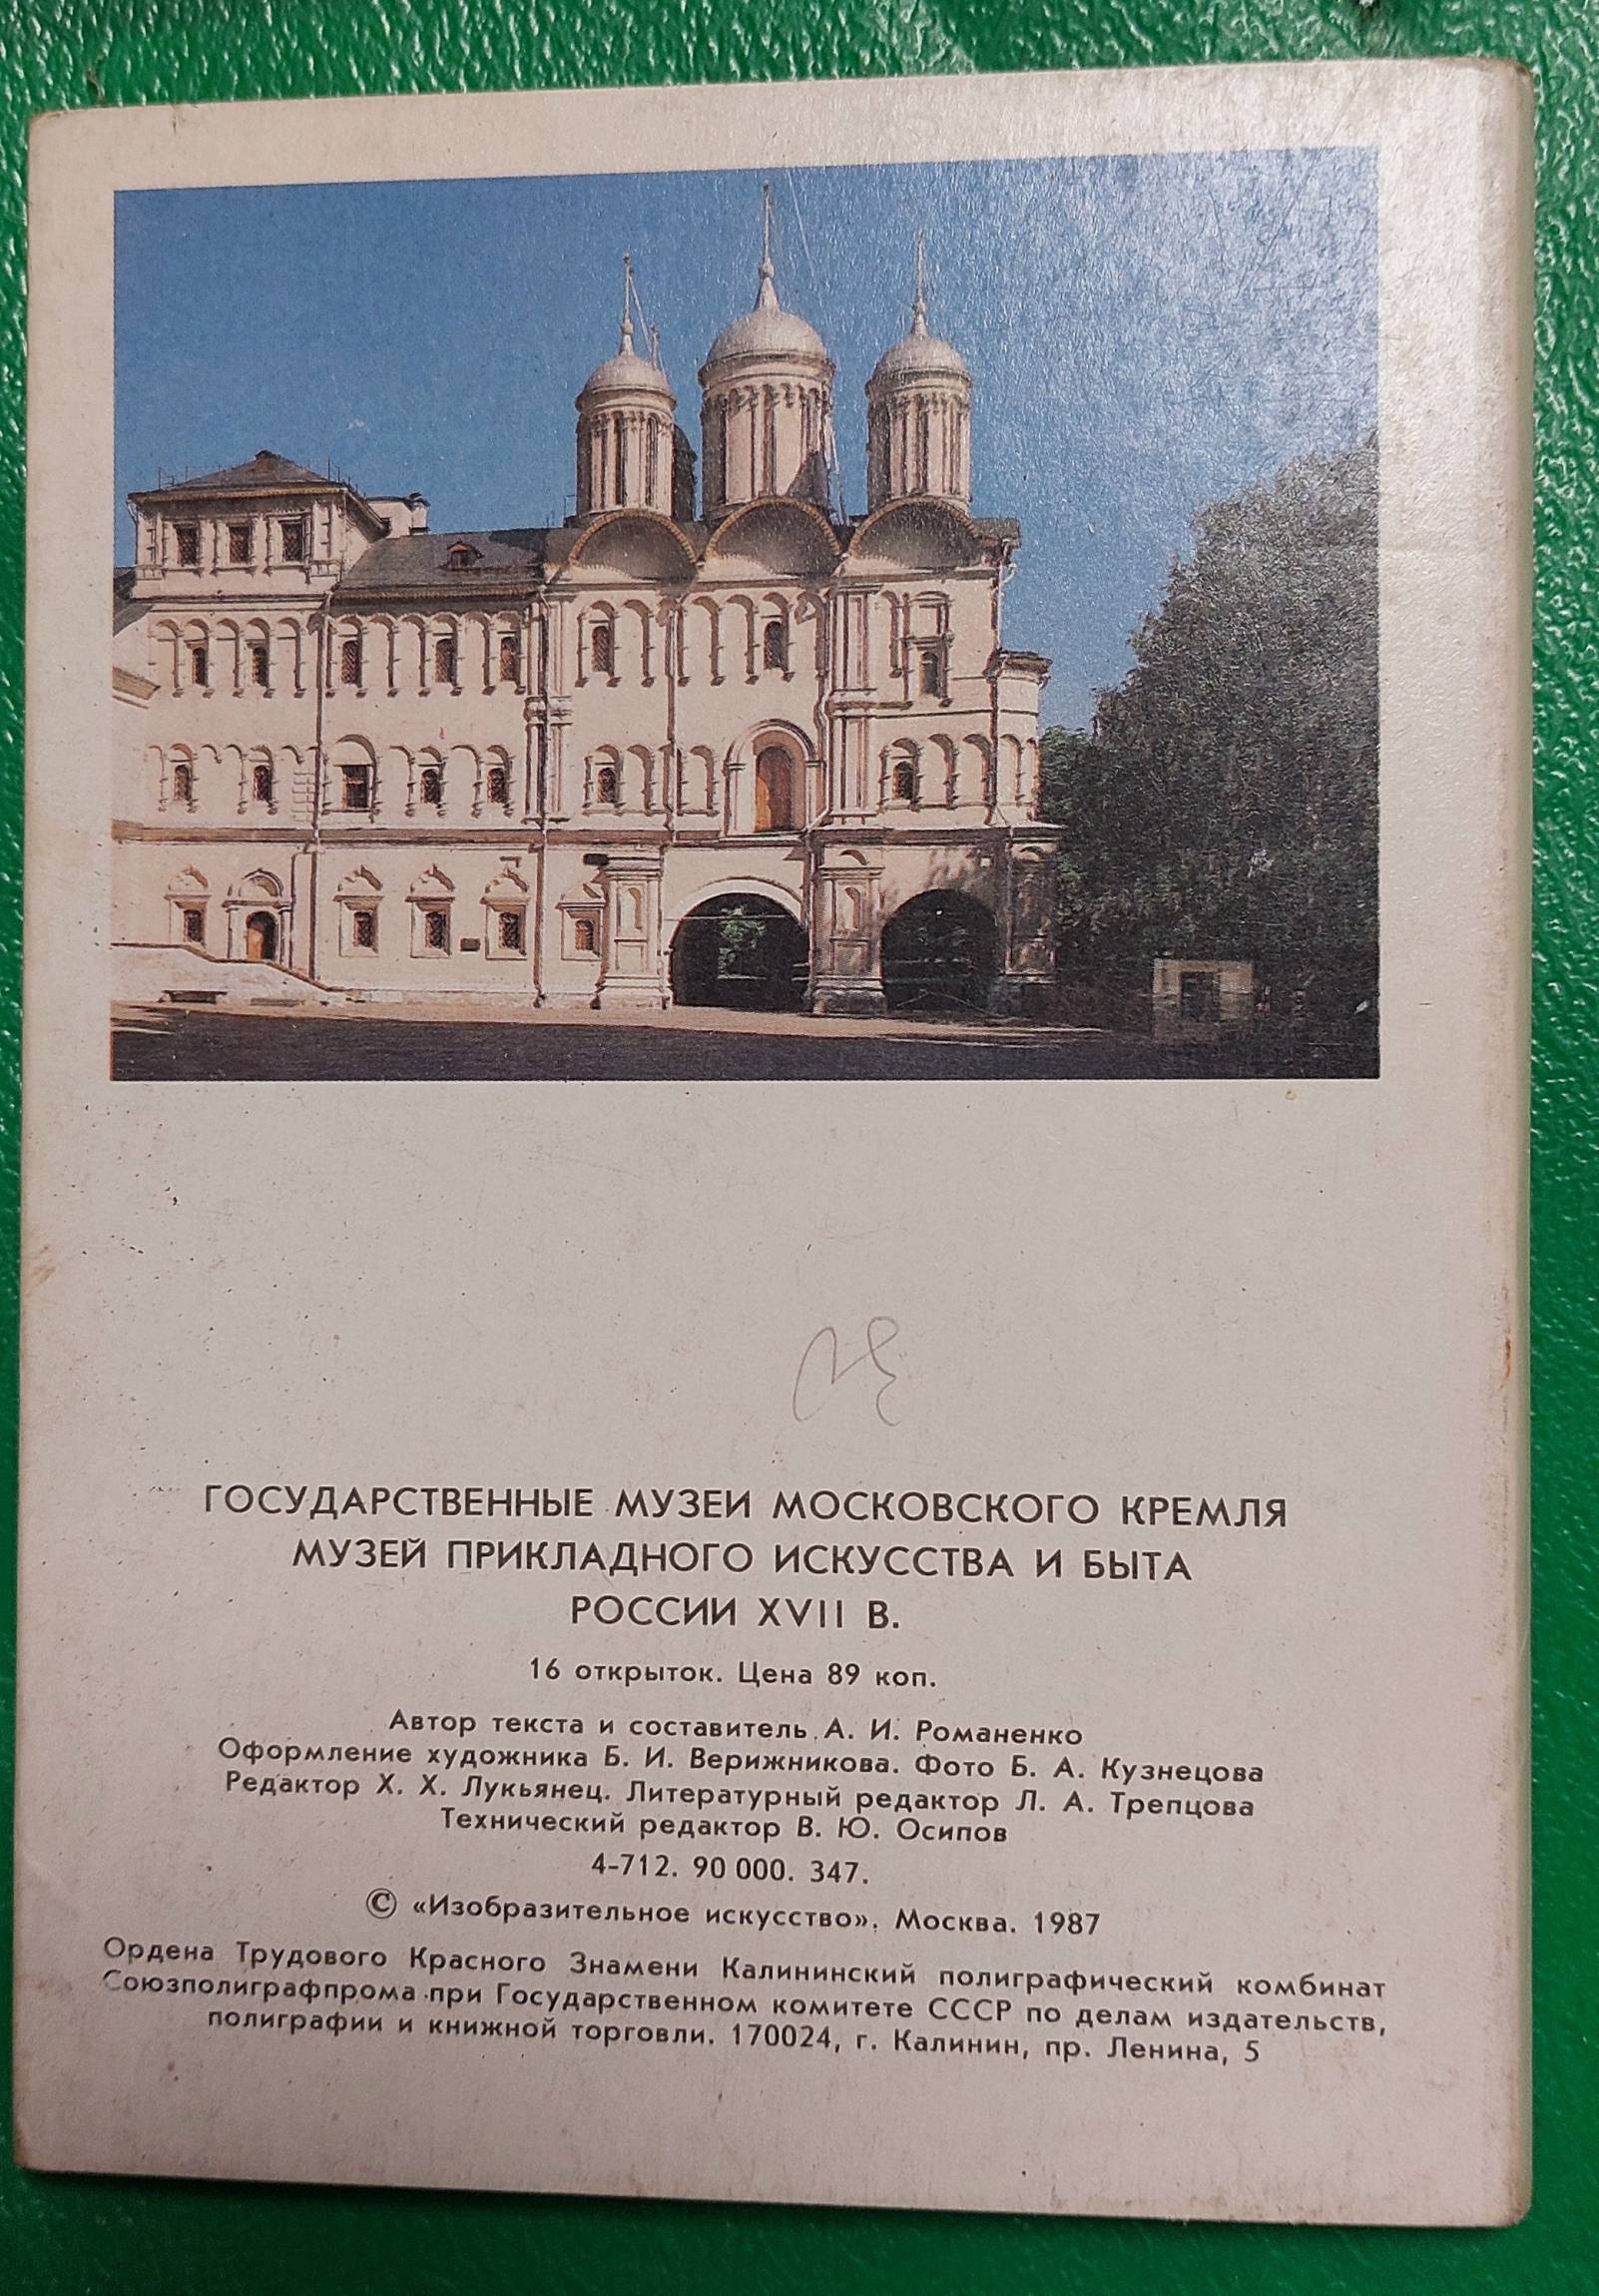 ГОСУДАРСТВЕННЫЕ МУЗЕИ МОСКОВСКОГО КРЕМЛЯ
МУЗЕЙ ПРИКЛАДНОГО ИСКУССТВА И БЫТА
РОССИИ XVII В.
16 открыток. Цена 89 коп.
Автор текста и составитель А. И. Романенко
Оформление художника Б. И. Верижникова. Фото Б. А. Кузнецова
Редактор Х. Х. Лукьянец. Литературный редактор Л. А. Трепцова
Технический редактор В. Ю. Осипов
4-712. 90 000. 347.
© «Изобразительное искусство». Москва. 1987
Ордена Трудового Красного Знамени Калининский полиграфический комбинат
Союзполиграфпрома при Государственном комитете СССР по делам издательств,
полиграфии и книжной торговли. 170024, г. Калинин, пр. Ленина, 5